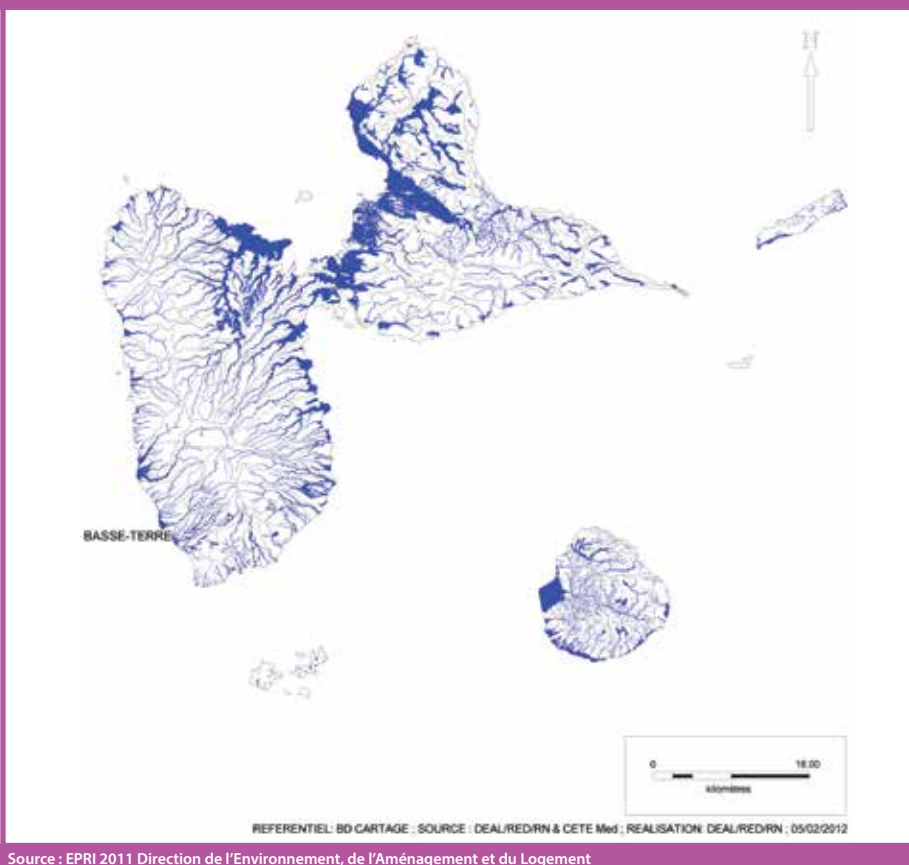 N
BASSE-TERRE
0 16.00
kilomètres
REFERENTIEL: BD CARTAGE ; SOURCE : DEAL/RED/RN & CETE Med ; REALISATION: DEAL/RED/RN ; 05/02/2012
Source : EPRI 2011 Direction de l'Environnement, de l'Aménagement et du Logement